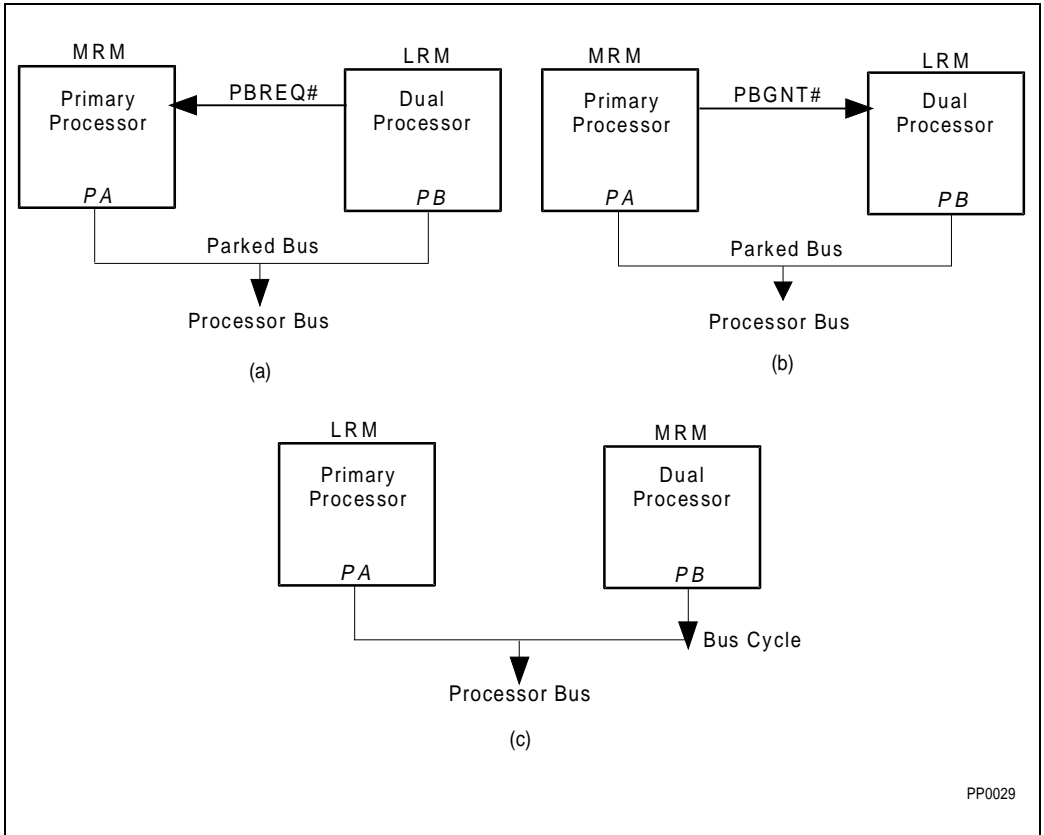 MRM
LRM
PBREQ#
Primary
Processor
Dual
Processor
PA
PB
Parked Bus
Processor Bus
(a)
MRM
LRM
PBGNT#
Primary
Processor
Dual
Processor
PA
PB
Parked Bus
Processor Bus
(b)
LRM
MRM
Primary
Processor
Dual
Processor
PA
PB
Bus Cycle
Processor Bus
(c)
PP0029